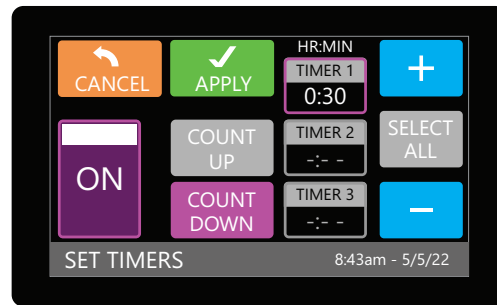 CANCEL
APPLY
HR:MIN
TIMER 1
0:30
+
ON
COUNT
UP
TIMER 2
-:- -
SELECT
ALL
COUNT
DOWN
TIMER 3
-:- -
−
SET TIMERS
8:43am - 5/5/22